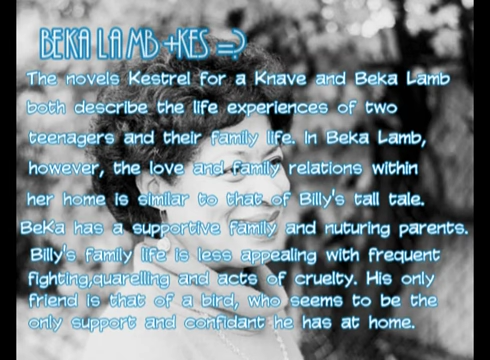 BEKA LAMB +KES =?
The novels Kestrel for a Knave and Beka Lamb
both describe the life experiences of two
teenagers and their family life. In Beka Lamb,
however, the love and family relations within
her home is similar to that of Billy's tall tale.
BeKa has a supportive family and nuturing parents.
Billy's family life is less appealing with frequent
fighting,quarelling and acts of cruelty. His only
friend is that of a bird, who seems to be the
only support and confidant he has at home.